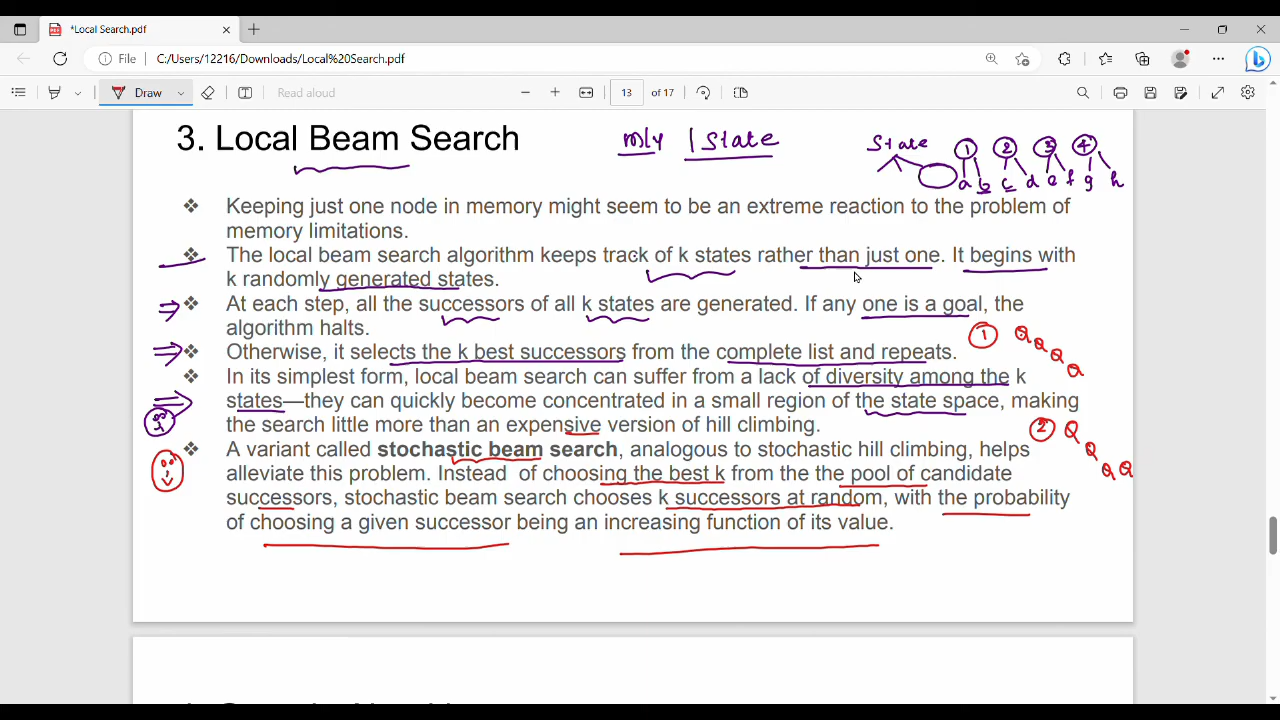 *Local Search.pdf
File C:/Users/12216/Downloads/Local%20Search.pdf
Draw Read aloud 13 of 17
3. Local Beam Search
only 1 State
State 1 2 3 4
a b c d e f g h
Keeping just one node in memory might seem to be an extreme reaction to the problem of
memory limitations.
The local beam search algorithm keeps track of k states rather than just one. It begins with
k randomly generated states.
At each step, all the successors of all k states are generated. If any one is a goal, the
algorithm halts.
Otherwise, it selects the k best successors from the complete list and repeats.
1 Q Q Q Q
In its simplest form, local beam search can suffer from a lack of diversity among the k
states—they can quickly become concentrated in a small region of the state space, making
the search little more than an expensive version of hill climbing.
2 Q Q Q Q
A variant called stochastic beam search, analogous to stochastic hill climbing, helps
alleviate this problem. Instead of choosing the best k from the the pool of candidate
successors, stochastic beam search chooses k successors at random, with the probability
of choosing a given successor being an increasing function of its value.